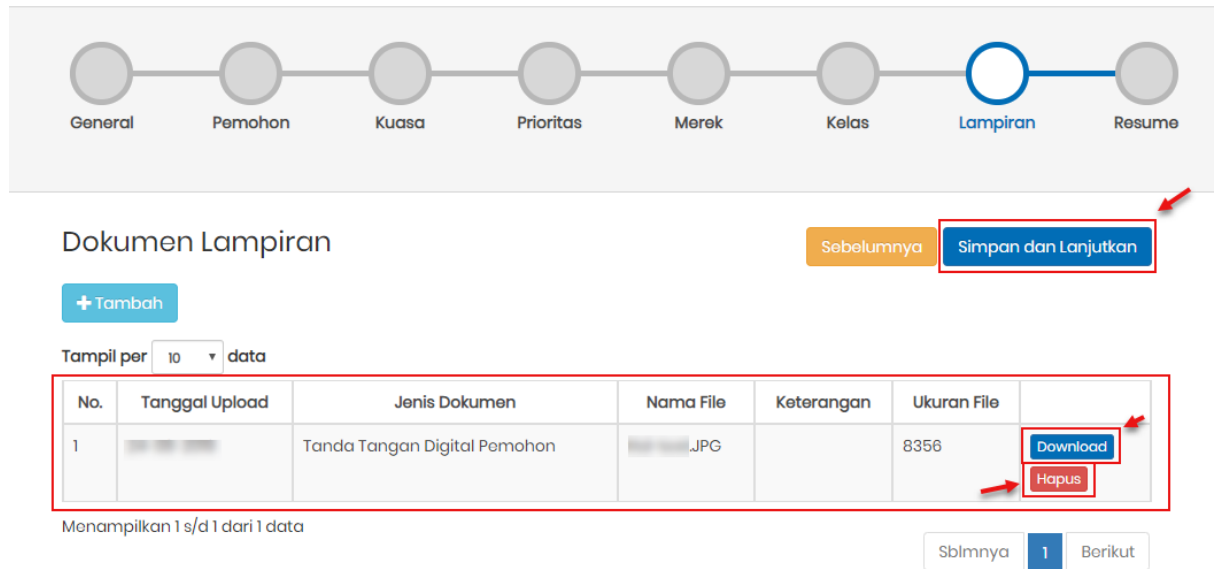 General Pemohon Kuasa Prioritas Merek Kelas Lampiran Resume
Dokumen Lampiran
Sebelumnya
Simpan dan Lanjutkan
+ Tambah
Tampil per 10 data
No. Tanggal Upload Jenis Dokumen Nama File Keterangan Ukuran File
1 Tanda Tangan Digital Pemohon .JPG 8356 Download
Hapus
Menampilkan 1 s/d 1 dari 1 data
Sblmnya 1 Berikut